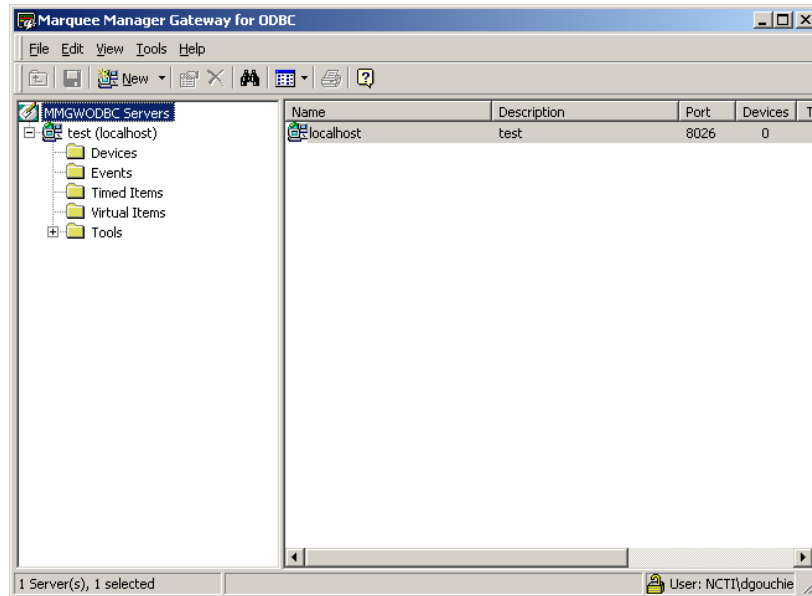 Marquee Manager Gateway for ODBC
File Edit View Tools Help
New
MMGWODBC Servers
test (localhost)
Devices
Events
Timed Items
Virtual Items
Tools
Name Description Port Devices T
localhost test 8026 0
1 Server(s), 1 selected
User: NCTI\dgouchie